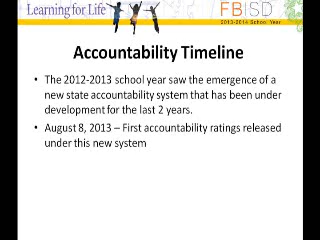 Learning for Life
FBISD
2013-2014 School Year
Accountability Timeline
• The 2012-2013 school year saw the emergence of a
new state accountability system that has been under
development for the last 2 years.
• August 8, 2013 – First accountability ratings released
under this new system